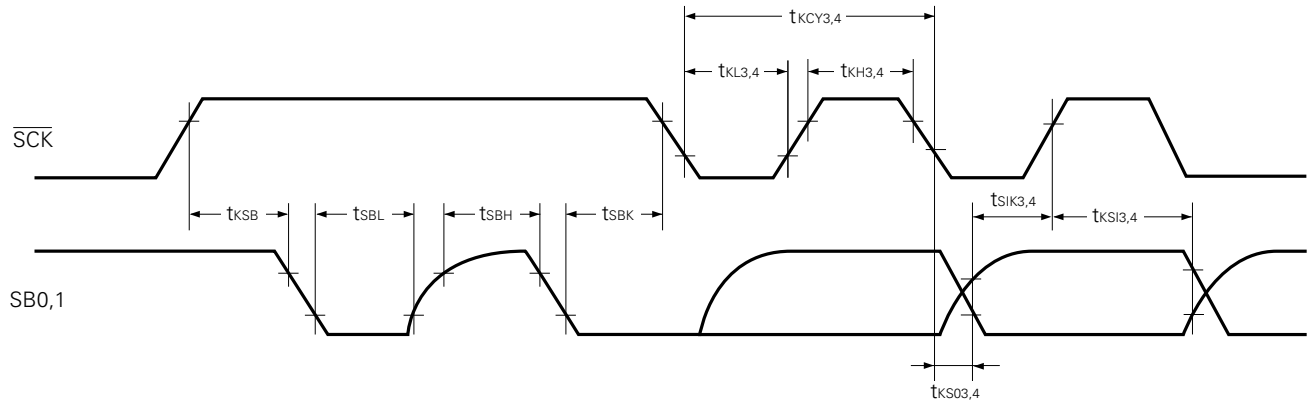 tKCY3,4
tKL3,4 tKH3,4
SCK
tKSB tSBL tSBH tSBK tSIK3,4 tKSI3,4
SB0,1
tKSO3,4